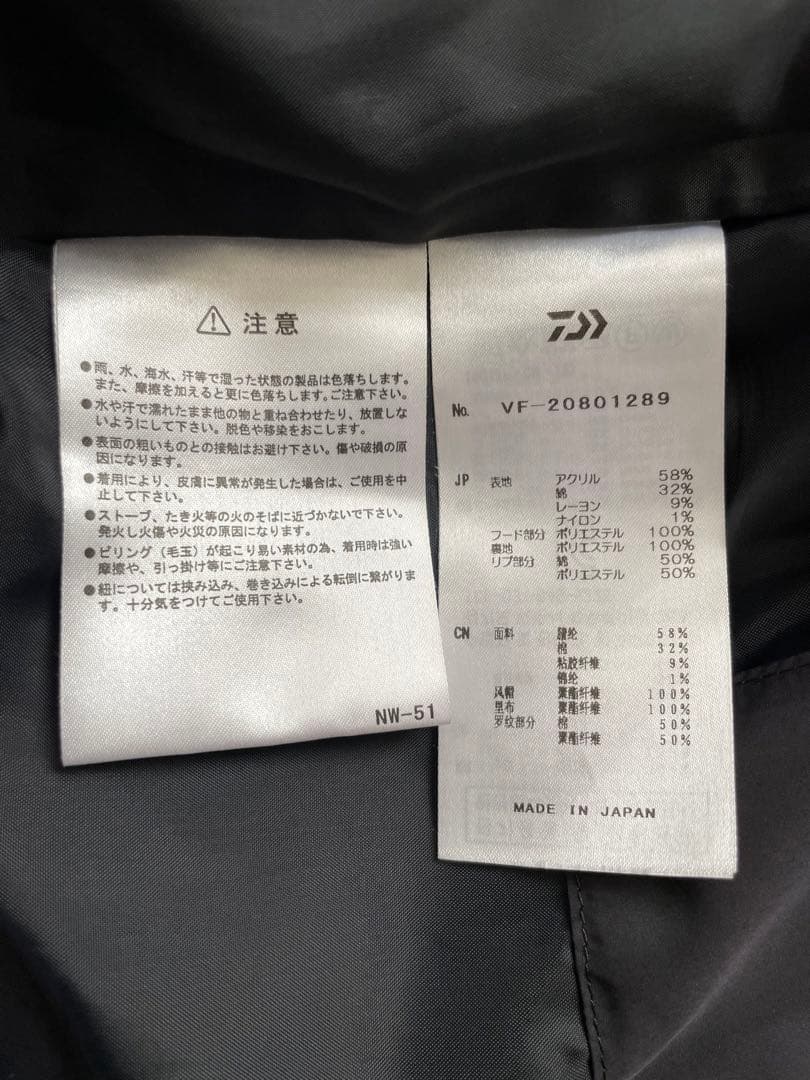 注意
●雨、水、海水、汗等で湿った状態の製品は色落ちします。
また、摩擦を加えると更に色落ちします。ご注意下さい。
●水や汗で濡れたまま他の物と重ね合わせたり、放置しな
いようにして下さい。脱色や移染をおこします。
●表面の粗いものとの接触はお避け下さい。傷や破損の原
因になります。
●着用により、皮膚に異常が発生した場合は、ご使用を中
止して下さい。
●ストーブ、たき火等の火のそばに近づかないで下さい。
発火し火傷や火災の原因になります。
●ピリング（毛玉）が起こり易い素材の為、着用時は強い
摩擦や、引っ掛け等にご注意下さい。
●紐については挟み込み、巻き込みによる転倒に繋がりま
す。十分気をつけてご使用下さい。
NW-51
No. VF-20801289
JP 表地 アクリル 58%
綿 32%
レーヨン 9%
ナイロン 1%
フード部分 ポリエステル 100%
裏地 ポリエステル 100%
リブ部分 綿 50%
ポリエステル 50%
CN 面料 腈纶 58%
棉 32%
粘胶纤维 9%
锦纶 1%
风帽 聚酯纤维 100%
里布 聚酯纤维 100%
罗纹部分 棉 50%
聚酯纤维 50%
MADE IN JAPAN